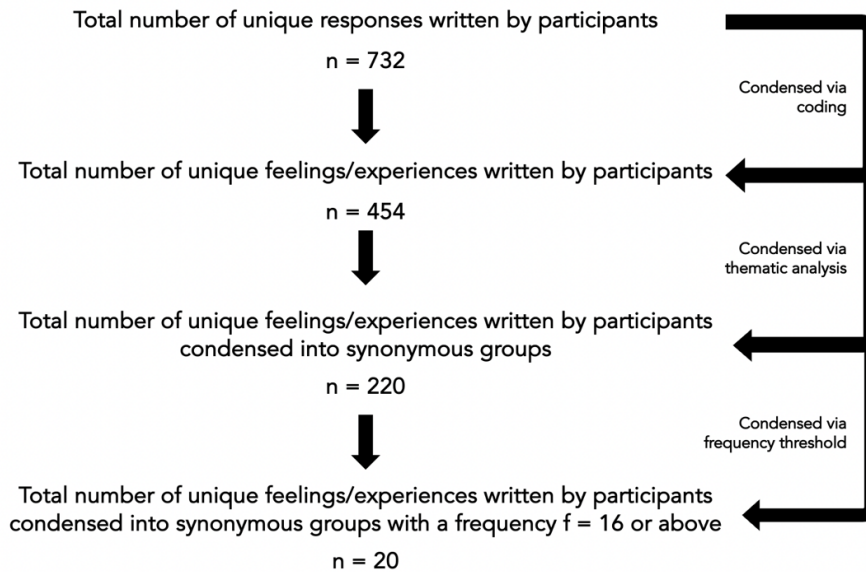 Total number of unique responses written by participants
n = 732
Condensed via
coding
Total number of unique feelings/experiences written by participants
n = 454
Condensed via
thematic analysis
Total number of unique feelings/experiences written by participants
condensed into synonymous groups
n = 220
Condensed via
frequency threshold
Total number of unique feelings/experiences written by participants
condensed into synonymous groups with a frequency f = 16 or above
n = 20